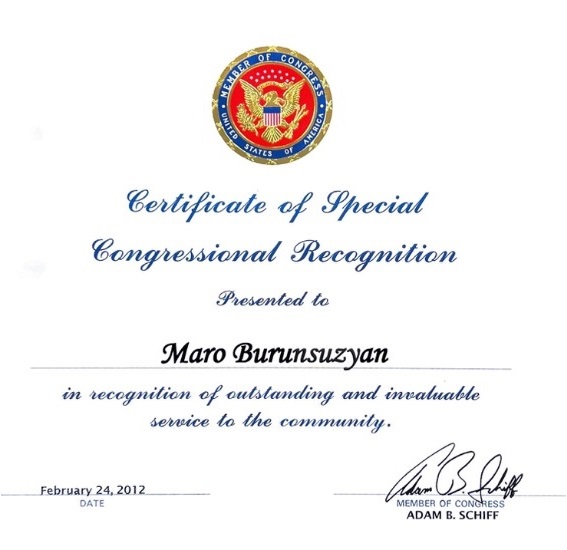 MEMBER OF CONGRESS
UNITED STATES OF AMERICA
Certificate of Special
Congressional Recognition
Presented to
Maro Burunsuzyan
in recognition of outstanding and invaluable
service to the community.
Adam B. Schiff
February 24, 2012
DATE
MEMBER OF CONGRESS
ADAM B. SCHIFF